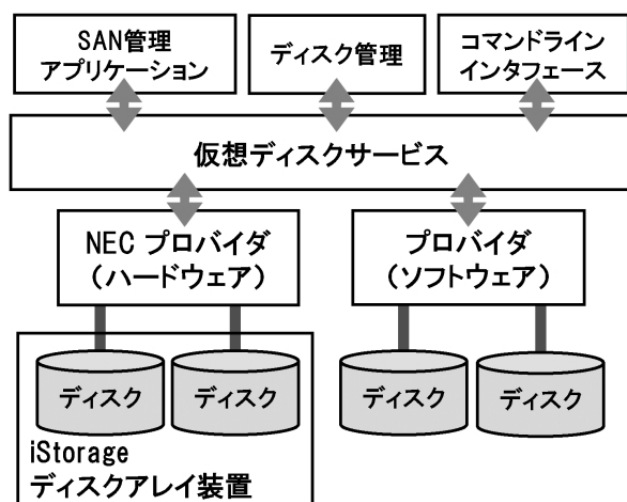 SAN管理
アプリケーション
ディスク管理
コマンドライン
インタフェース
仮想ディスクサービス
NEC プロバイダ
（ハードウェア）
プロバイダ
（ソフトウェア）
ディスク
ディスク
ディスク
ディスク
iStorage
ディスクアレイ装置